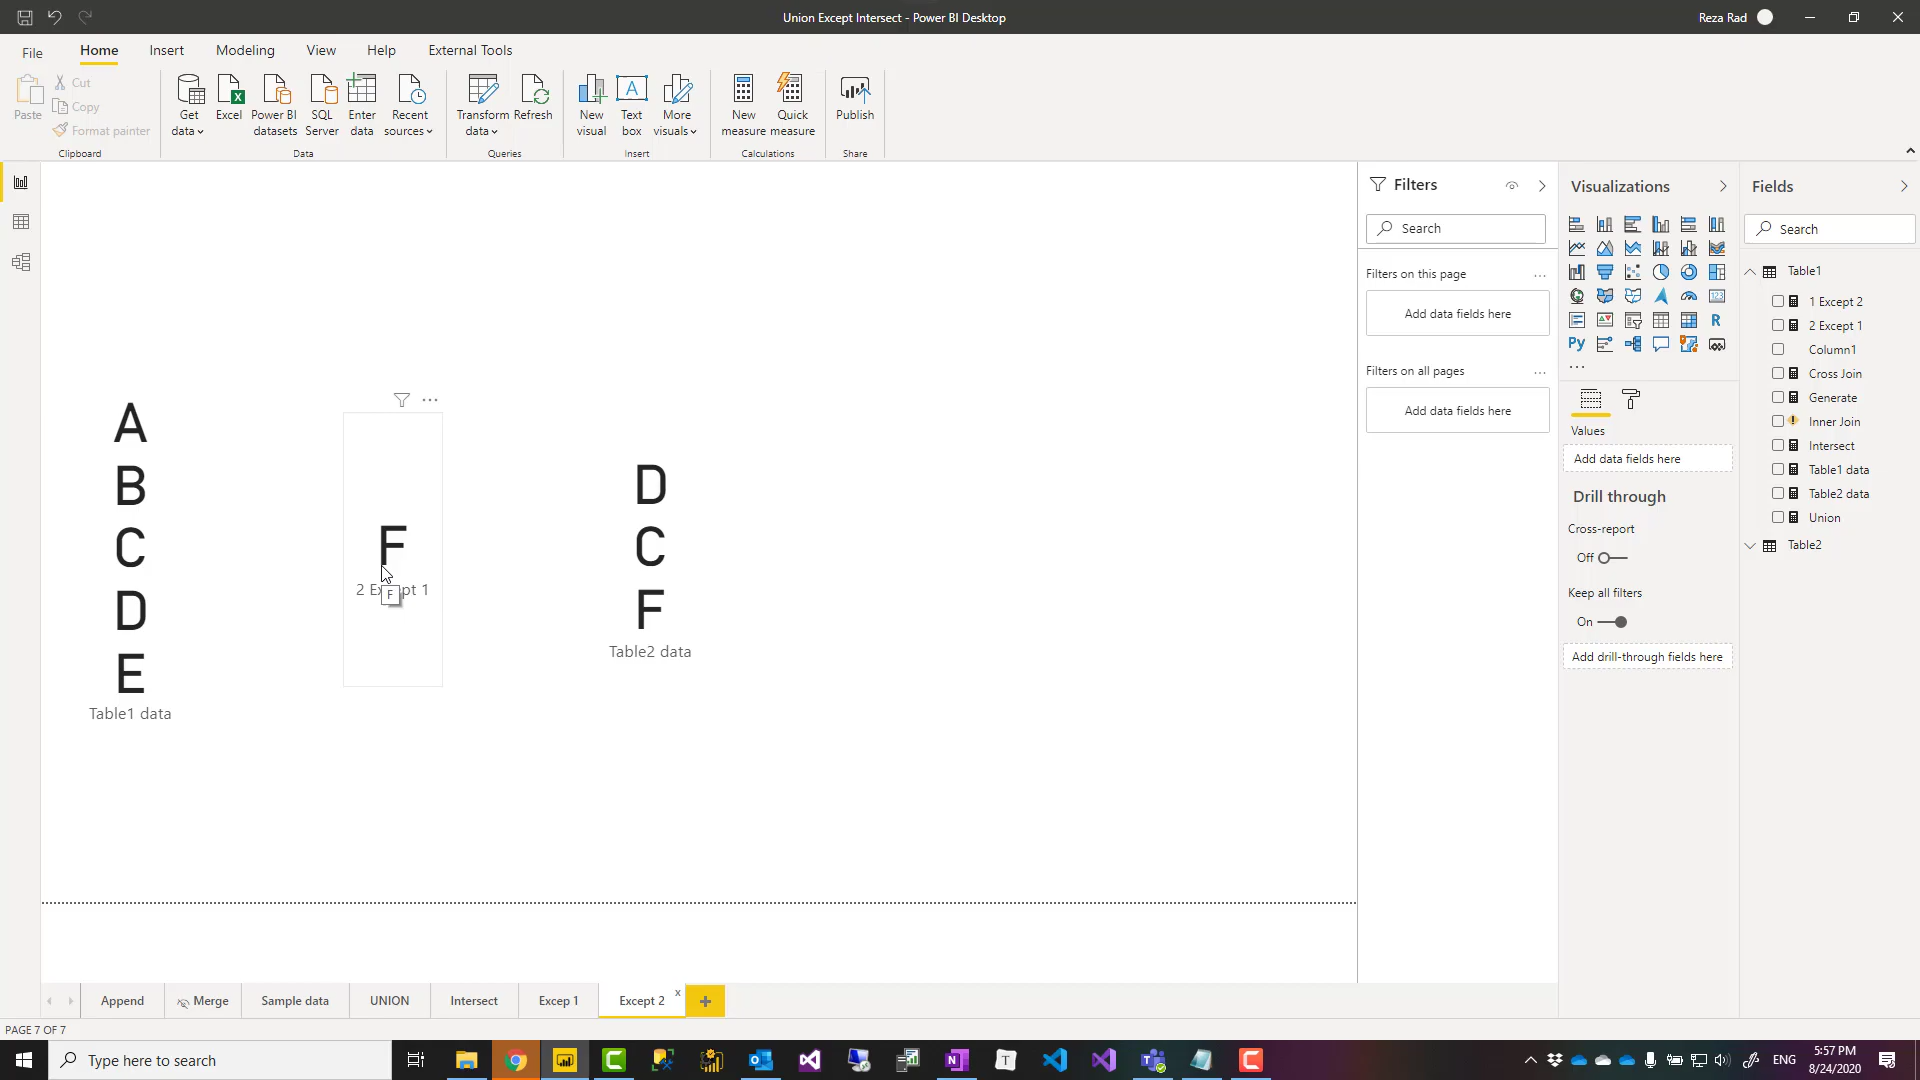 Union Except Intersect - Power BI Desktop
Reza Rad
File
Home
Insert
Modeling
View
Help
External Tools
Paste
Cut
Copy
Format painter
Clipboard
Get data
Excel
Power BI datasets
SQL Server
Enter data
Recent sources
Data
Transform data
Refresh
Queries
New visual
Text box
More visuals
Insert
New measure
Quick measure
Calculations
Publish
Share
A
B
C
D
E
Table1 data
F
2 Ex pt 1
F
D
C
F
Table2 data
Filters
Search
Filters on this page
Add data fields here
Filters on all pages
Add data fields here
Visualizations
R
Py
Values
Add data fields here
Drill through
Cross-report
Off
Keep all filters
On
Add drill-through fields here
Fields
Search
Table1
1 Except 2
2 Except 1
Column1
Cross Join
Generate
Inner Join
Intersect
Table1 data
Table2 data
Union
Table2
Append
Merge
Sample data
UNION
Intersect
Excep 1
Except 2
x
PAGE 7 OF 7
Type here to search
ENG
5:57 PM
8/24/2020